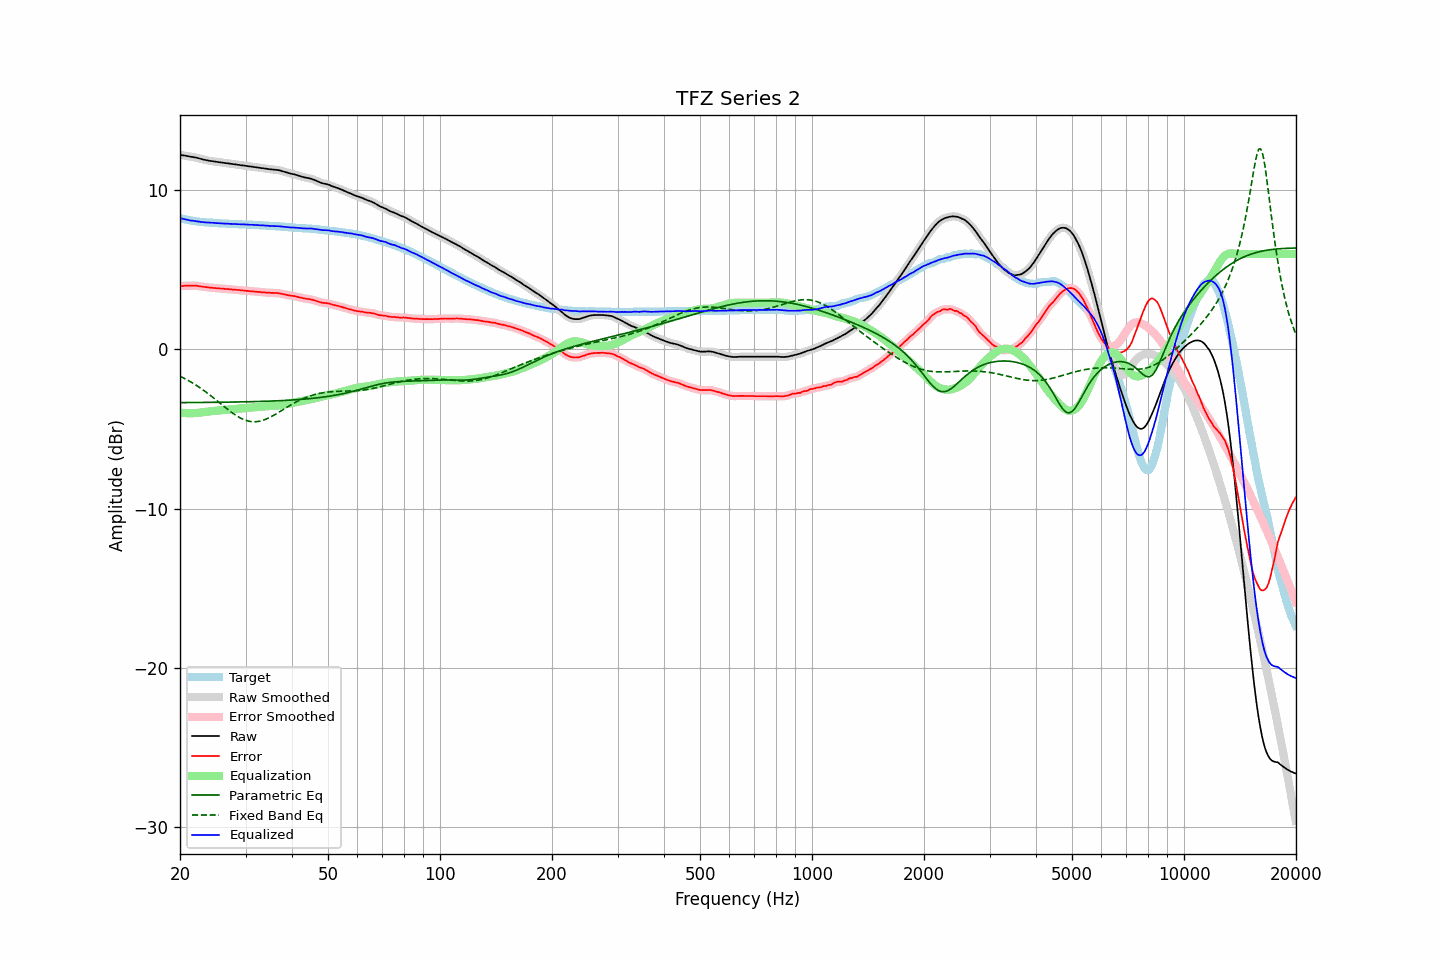 TFZ Series 2
Amplitude (dBr)
10
0
−10
−20
−30
Target
Raw Smoothed
Error Smoothed
Raw
Error
Equalization
Parametric Eq
Fixed Band Eq
Equalized
20 50 100 200 500 1000 2000 5000 10000 20000
Frequency (Hz)